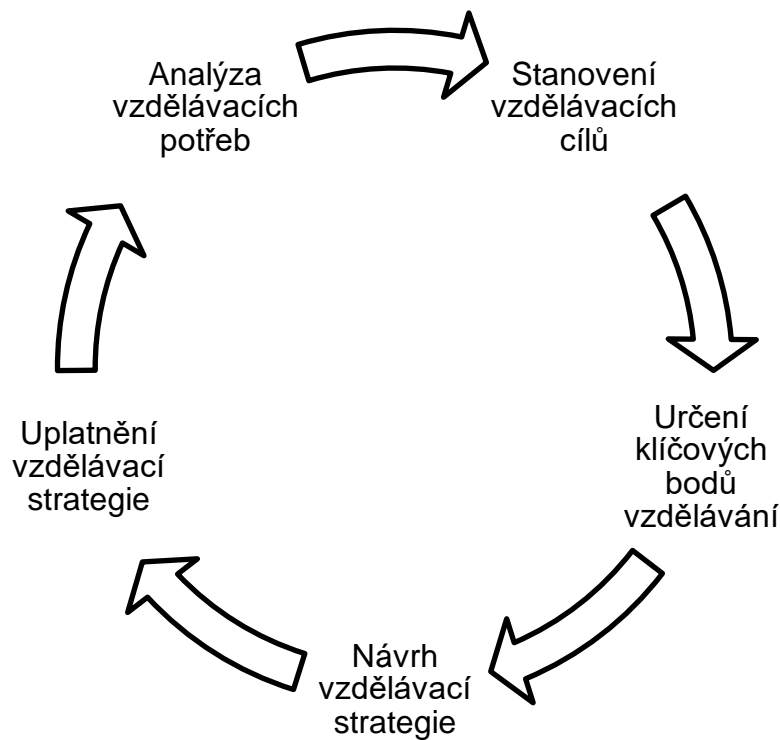 Analýza
vzdělávacích
potřeb
Stanovení
vzdělávacích
cílů
Určení
klíčových
bodů
vzdělávání
Návrh
vzdělávací
strategie
Uplatnění
vzdělávací
strategie